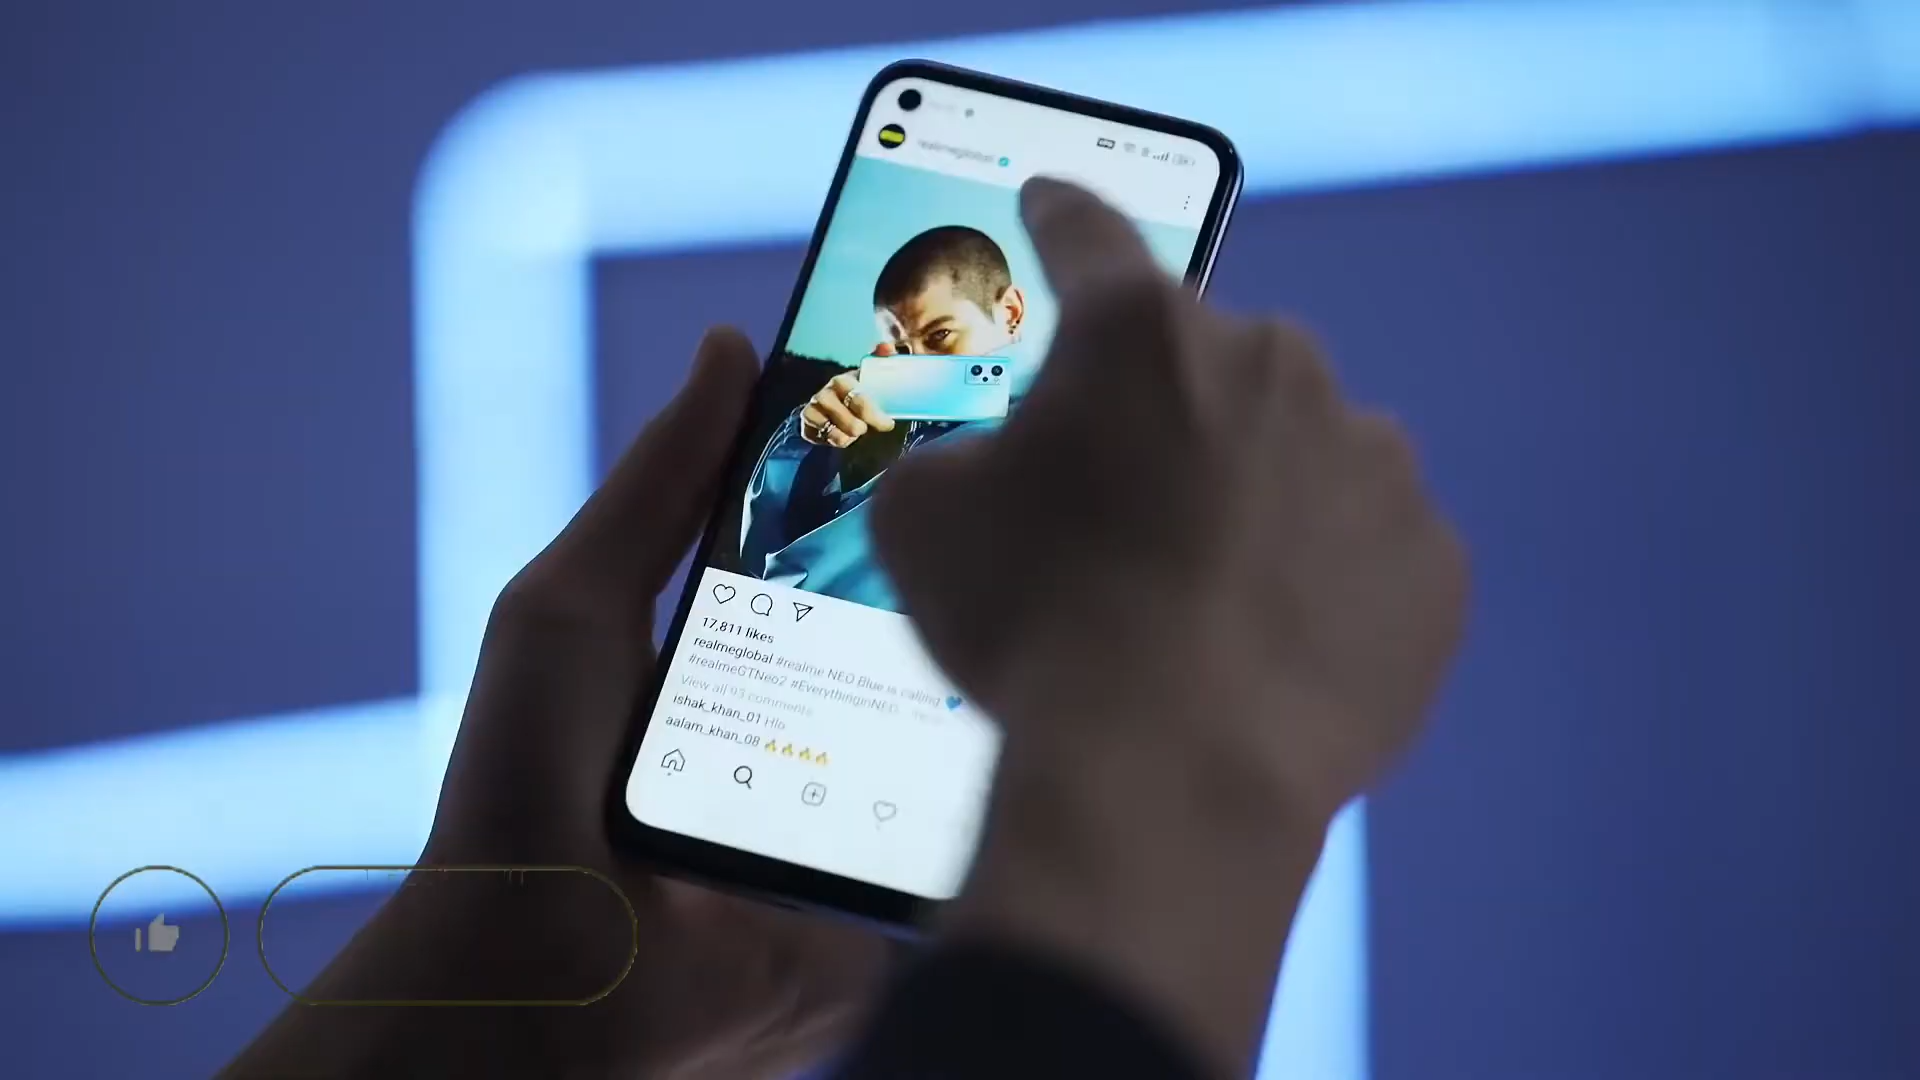 realmeglobal
17,811 likes
realmeglobal #realme NEO Blue is calling 💙
#realmeGTNeo2 #EverythinginNEO...
View all 93 comments
ishak_khan_01 Hlo
aalam_khan_08 🔥🔥🔥🔥